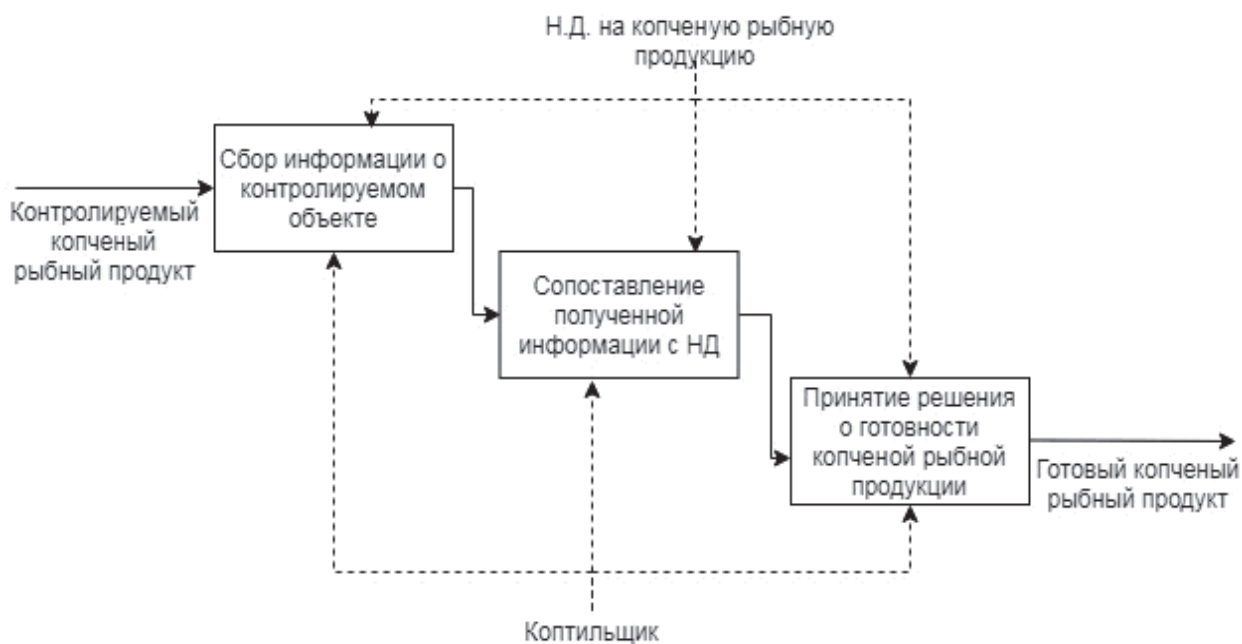 Н.Д. на копченую рыбную
продукцию
Сбор информации о
контролируемом
объекте
Контролируемый
копченый
рыбный продукт
Сопоставление
полученной
информации с НД
Принятие решения
о готовности
копченой рыбной
продукции
Готовый копченый
рыбный продукт
Коптильщик